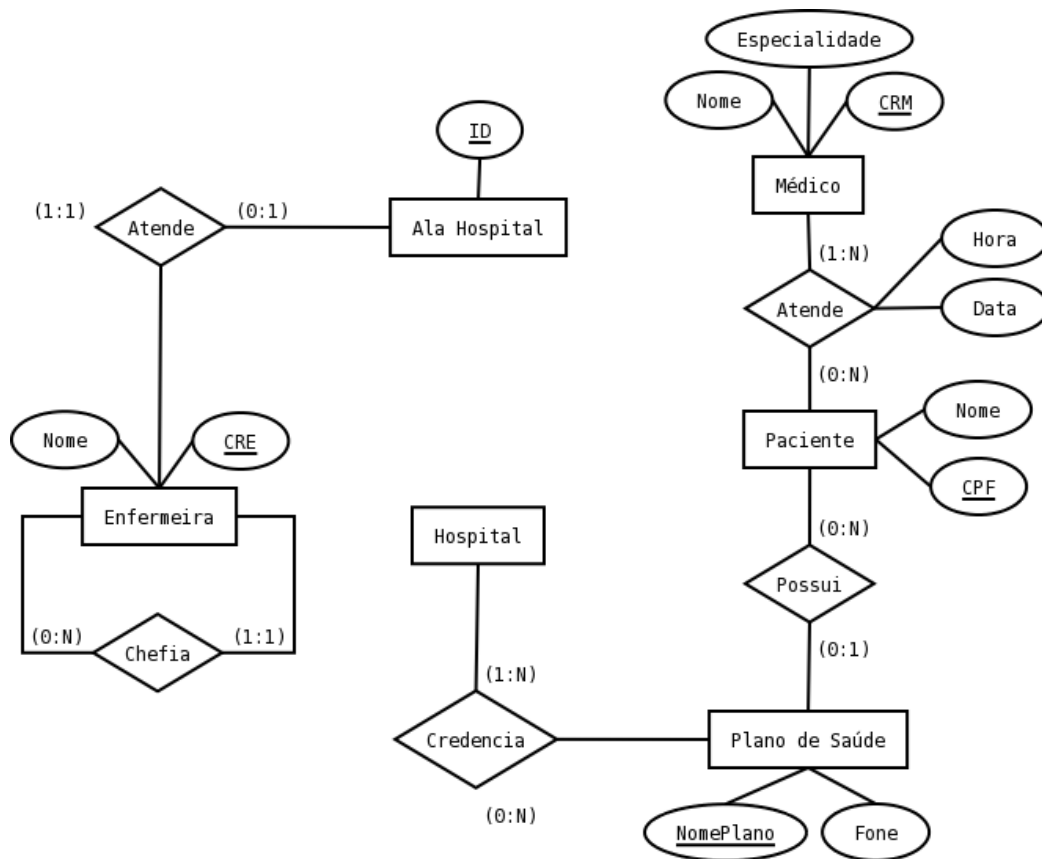 Especialidade
Nome
CRM
ID
Médico
(1:1)
Atende
(0:1)
Ala Hospital
(1:N)
Hora
Atende
Data
(0:N)
Nome
Paciente
CPF
Nome
CRE
Enfermeira
Hospital
(0:N)
Possui
(0:N)
Chefia
(1:1)
(0:1)
(1:N)
Credencia
Plano de Saúde
(0:N)
NomePlano
Fone